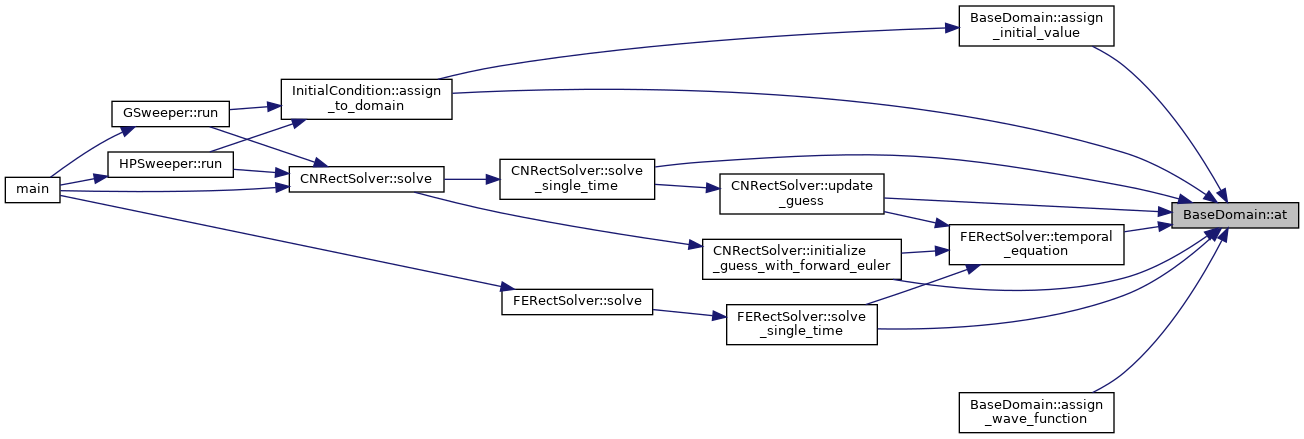 BaseDomain::assign
_initial_value
InitialCondition::assign
_to_domain
GSweeper::run
HPSweeper::run
main
CNRectSolver::solve
CNRectSolver::solve
_single_time
CNRectSolver::update
_guess
BaseDomain::at
FERectSolver::temporal
_equation
CNRectSolver::initialize
_guess_with_forward_euler
FERectSolver::solve
FERectSolver::solve
_single_time
BaseDomain::assign
_wave_function